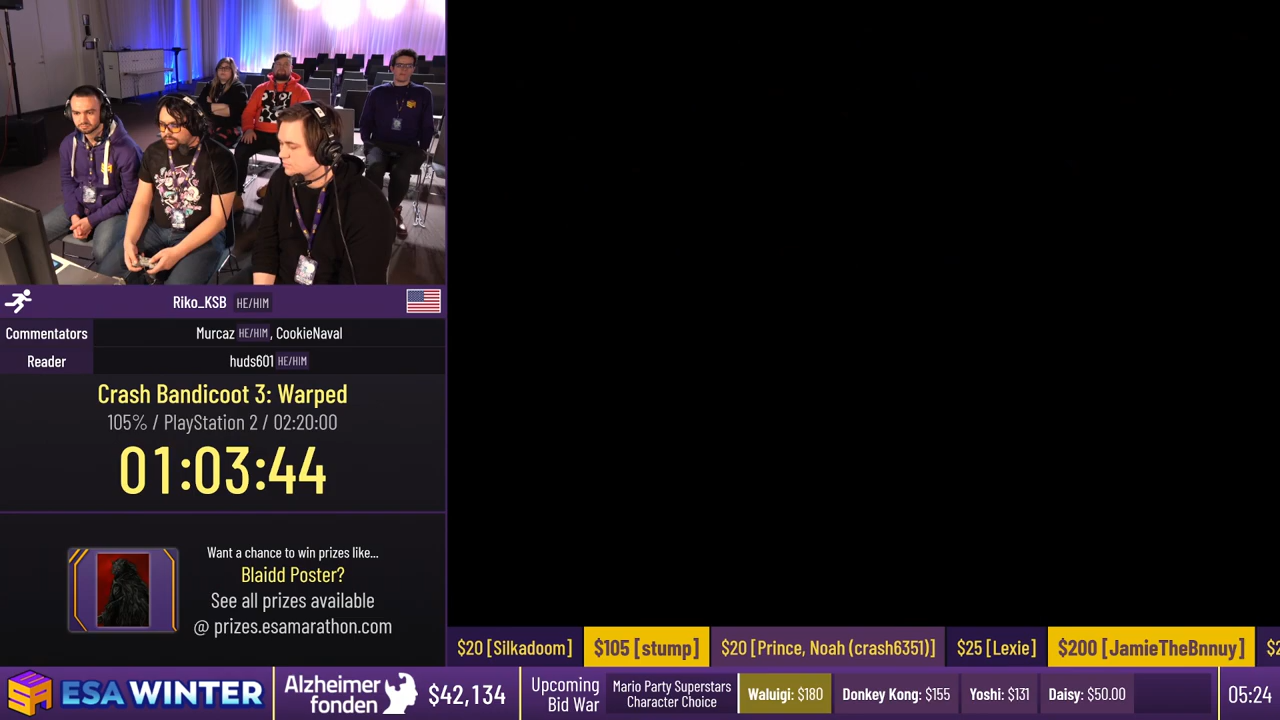 Riko_KSB HE/HIM
Commentators Murcaz HE/HIM, CookieNaval
Reader huds601 HE/HIM
Crash Bandicoot 3: Warped
105% / PlayStation 2 / 02:20:00
01:03:44
Want a chance to win prizes like...
Blaidd Poster?
See all prizes available
@ prizes.esamarathon.com
$20 [Silkadoom] $105 [stump] $20 [Prince, Noah (crash6351)] $25 [Lexie] $200 [JamieTheBnnuy]
ESA WINTER
Alzheimer
fonden
$42,134
Upcoming
Bid War
Mario Party Superstars
Character Choice
Waluigi: $180 Donkey Kong: $155 Yoshi: $131 Daisy: $50.00
05:24